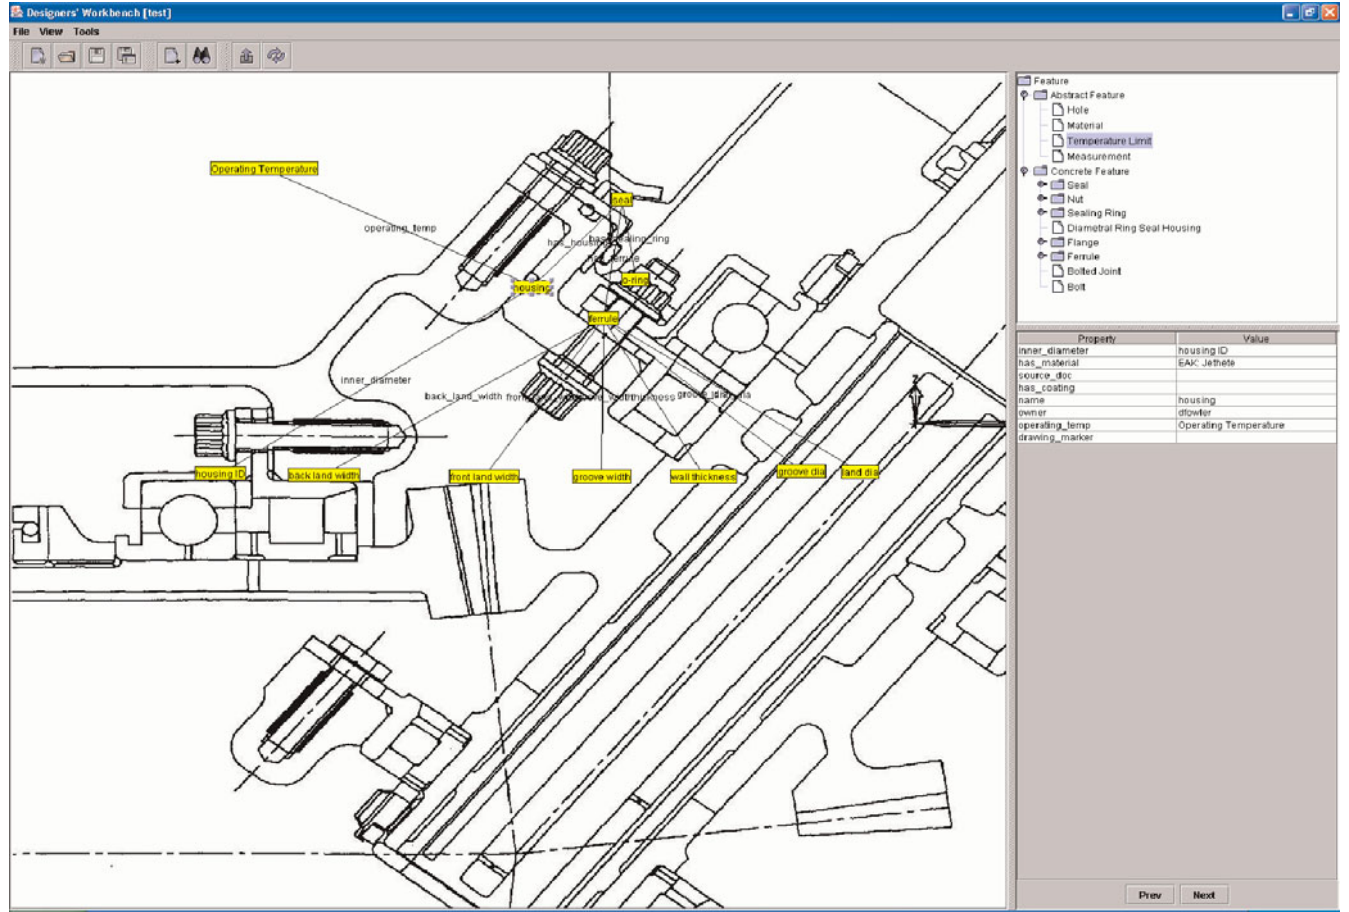 Designers' Workbench [test]
File View Tools
Operating Temperature
seal
operating_temp
has_housing
has_sealing_ring
has_ferrule
o-ring
housing
ferrule
inner_diameter
back_land_width
housing ID
back land width
front land width
groove width
wall thickness
groove dia
land dia
Z
Feature
Abstract Feature
Hole
Material
Temperature Limit
Measurement
Concrete Feature
Seal
Nut
Sealing Ring
Diametral Ring Seal Housing
Flange
Ferrule
Bolted Joint
Bolt
Property Value
inner_diameter housing ID
has_material EAK: Jethete
source_doc
has_coating
name housing
owner dfowler
operating_temp Operating Temperature
drawing_marker
Prev Next